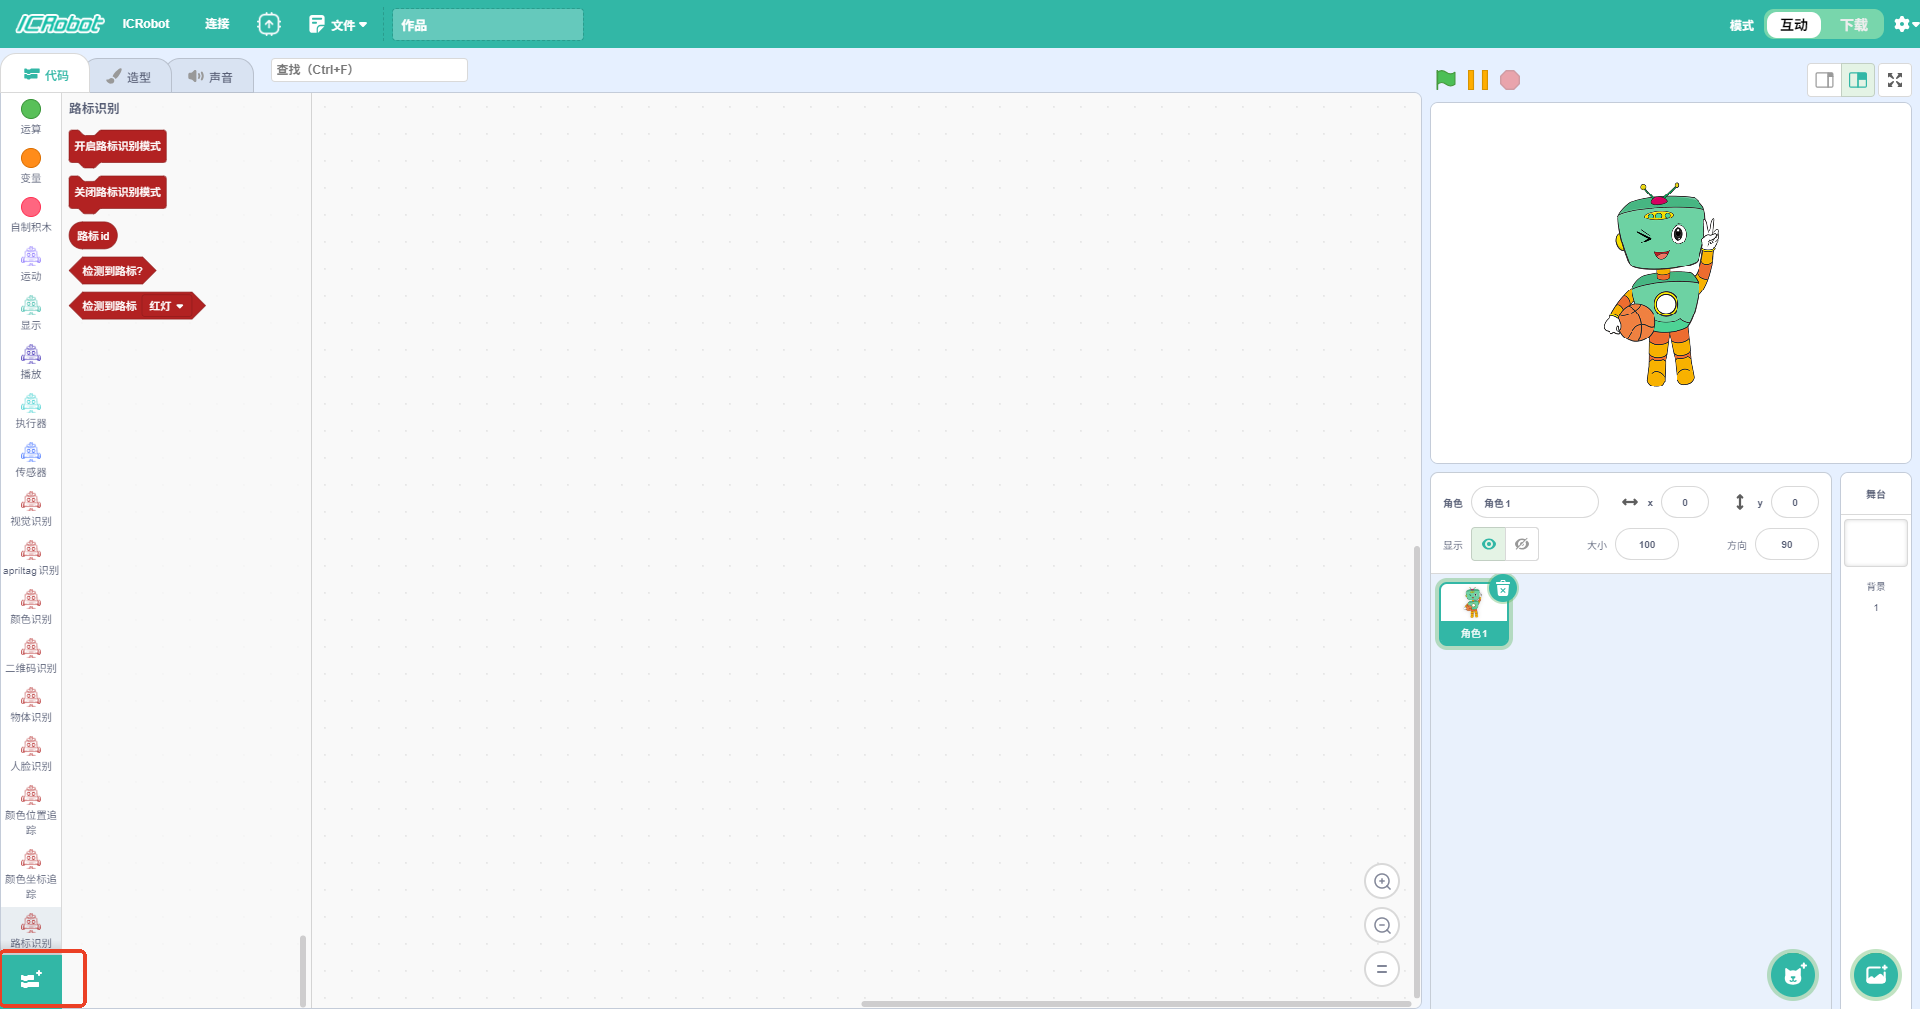 ICRobot
ICRobot
连接
文件
作品
模式
互动
下载
代码
造型
声音
查找（Ctrl+F）
运算
变量
自制积木
运动
显示
播放
执行器
传感器
视觉识别
apriltag 识别
颜色识别
二维码识别
物体识别
人脸识别
颜色位置追
踪
颜色坐标追
踪
路标识别
路标识别
开启路标识别模式
关闭路标识别模式
路标 id
检测到路标?
检测到路标 红灯
角色
角色1
x
0
y
0
显示
大小
100
方向
90
角色1
舞台
背景
1